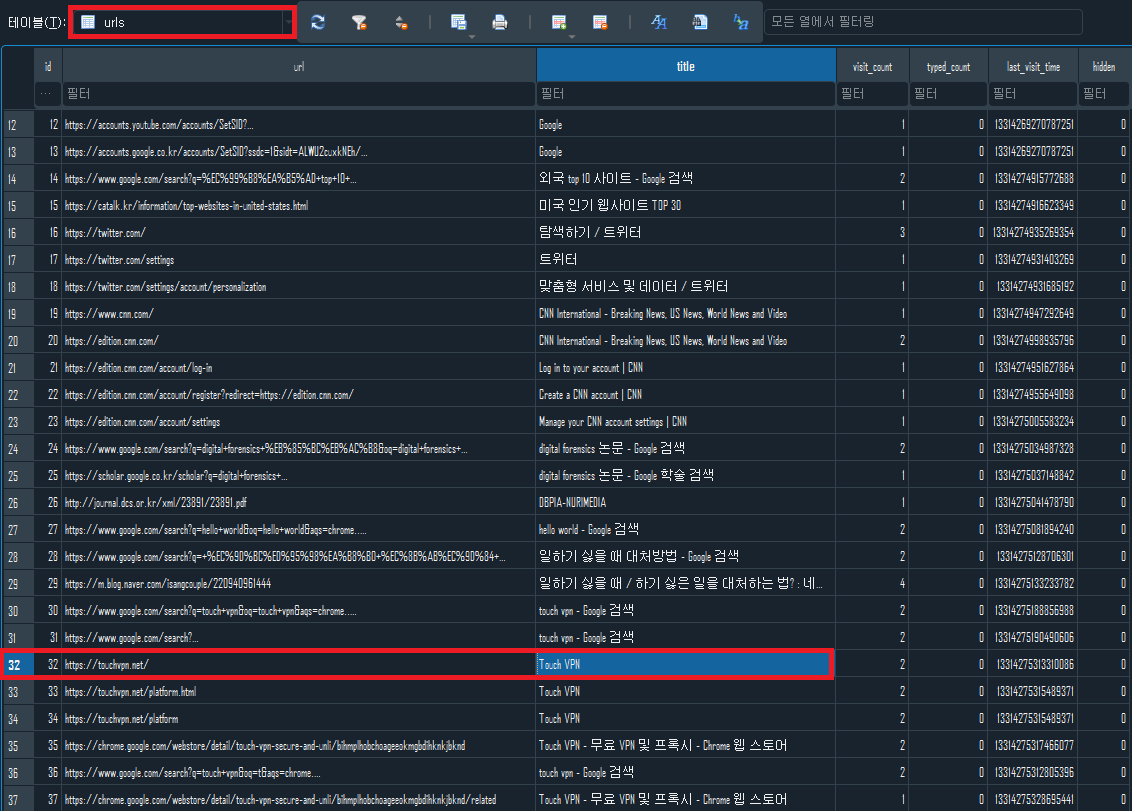 테이블(T): urls 모든 열에서 필터링
id url title visit_count typed_count last_visit_time hidden
... 필터 필터 필터 필터 필터 필터
12 12 https://accounts.youtube.com/accounts/SetSID?... Google 1 0 13314269270787251 0
13 13 https://accounts.google.co.kr/accounts/SetSID?ssdc=1&sidt=ALWU2cuxkNEh/... Google 1 0 13314269270787251 0
14 14 https://www.google.com/search?q=%EC%99%B8%EA%B5%AD+top+10+... 외국 top 10 사이트 - Google 검색 2 0 13314274915772688 0
15 15 https://catalk.kr/information/top-websites-in-united-states.html 미국 인기 웹사이트 TOP 30 1 0 13314274916623349 0
16 16 https://twitter.com/ 탐색하기 / 트위터 3 0 13314274935269354 0
17 17 https://twitter.com/settings 트위터 1 0 13314274931403269 0
18 18 https://twitter.com/settings/account/personalization 맞춤형 서비스 및 데이터 / 트위터 1 0 13314274931685192 0
19 19 https://www.cnn.com/ CNN International - Breaking News, US News, World News and Video 1 0 13314274947292649 0
20 20 https://edition.cnn.com/ CNN International - Breaking News, US News, World News and Video 2 0 13314274998935796 0
21 21 https://edition.cnn.com/account/log-in Log in to your account | CNN 1 0 13314274951627864 0
22 22 https://edition.cnn.com/account/register?redirect=https://edition.cnn.com/ Create a CNN account | CNN 1 0 13314274955649098 0
23 23 https://edition.cnn.com/account/settings Manage your CNN account settings | CNN 1 0 13314275005583234 0
24 24 https://www.google.com/search?q=digital+forensics+%EB%85%BC%EB%AC%B8&oq=digital+forensics+... digital forensics 논문 - Google 검색 2 0 13314275034987328 0
25 25 https://scholar.google.co.kr/scholar?q=digital+forensics+... digital forensics 논문 - Google 학술 검색 1 0 13314275037148842 0
26 26 http://journal.dcs.or.kr/xml/23891/23891.pdf DBPIA-NURIMEDIA 1 0 13314275041478790 0
27 27 https://www.google.com/search?q=hello+world&oq=hello+world&aqs=chrome..... hello world - Google 검색 2 0 13314275081894240 0
28 28 https://www.google.com/search?q=+%EC%9D%BC%ED%95%98%EA%B8%B0+%EC%8B%AB%EC%9D%84+... 일하기 싫을 때 대처방법 - Google 검색 2 0 13314275128706301 0
29 29 https://m.blog.naver.com/isangcouple/220940961444 일하기 싫을 때 / 하기 싫은 일을 대처하는 법? : 네... 4 0 13314275133233782 0
30 30 https://www.google.com/search?q=touch+vpn&oq=touch+vpn&aqs=chrome..... touch vpn - Google 검색 2 0 13314275188856988 0
31 31 https://www.google.com/search?... touch vpn - Google 검색 2 0 13314275190490606 0
32 32 https://touchvpn.net/ Touch VPN 2 0 13314275313310086 0
33 33 https://touchvpn.net/platform.html Touch VPN 2 0 13314275315489371 0
34 34 https://touchvpn.net/platform Touch VPN 2 0 13314275315489371 0
35 35 https://chrome.google.com/webstore/detail/touch-vpn-secure-and-unli/bihmplhobchoageeokmgbdihknkjbknd Touch VPN - 무료 VPN 및 프록시 - Chrome 웹 스토어 2 0 13314275317466077 0
36 36 https://www.google.com/search?q=touch+vpn&oq=t&aqs=chrome.... touch vpn - Google 검색 2 0 13314275312805396 0
37 37 https://chrome.google.com/webstore/detail/touch-vpn-secure-and-unli/bihmplhobchoageeokmgbdihknkjbknd/related Touch VPN - 무료 VPN 및 프록시 - Chrome 웹 스토어 1 0 13314275328695441 0